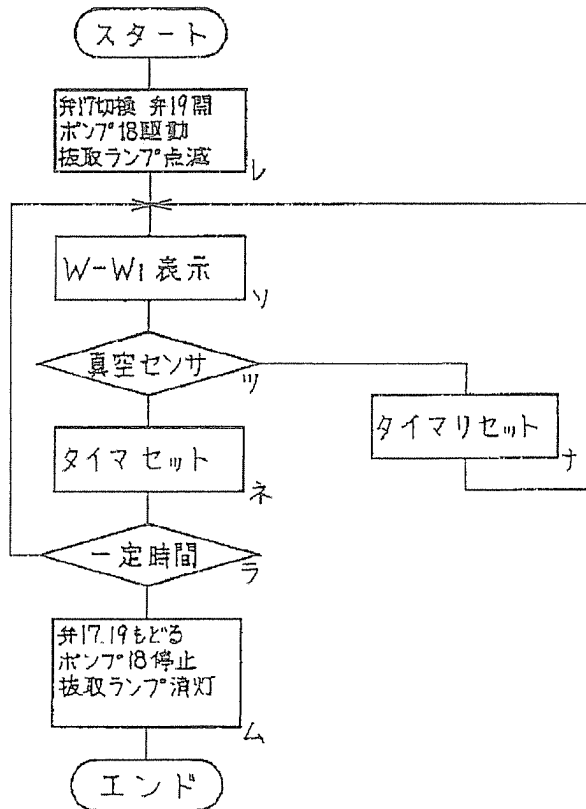 スタート
弁17切換 弁19開
ポンプ18駆動
抜取ランプ点滅
レ
W-W1表示
ソ
真空センサ
ツ
タイマリセット
ナ
タイマセット
ネ
一定時間
ラ
弁17.19もどる
ポンプ18停止
抜取ランプ消灯
ム
エンド